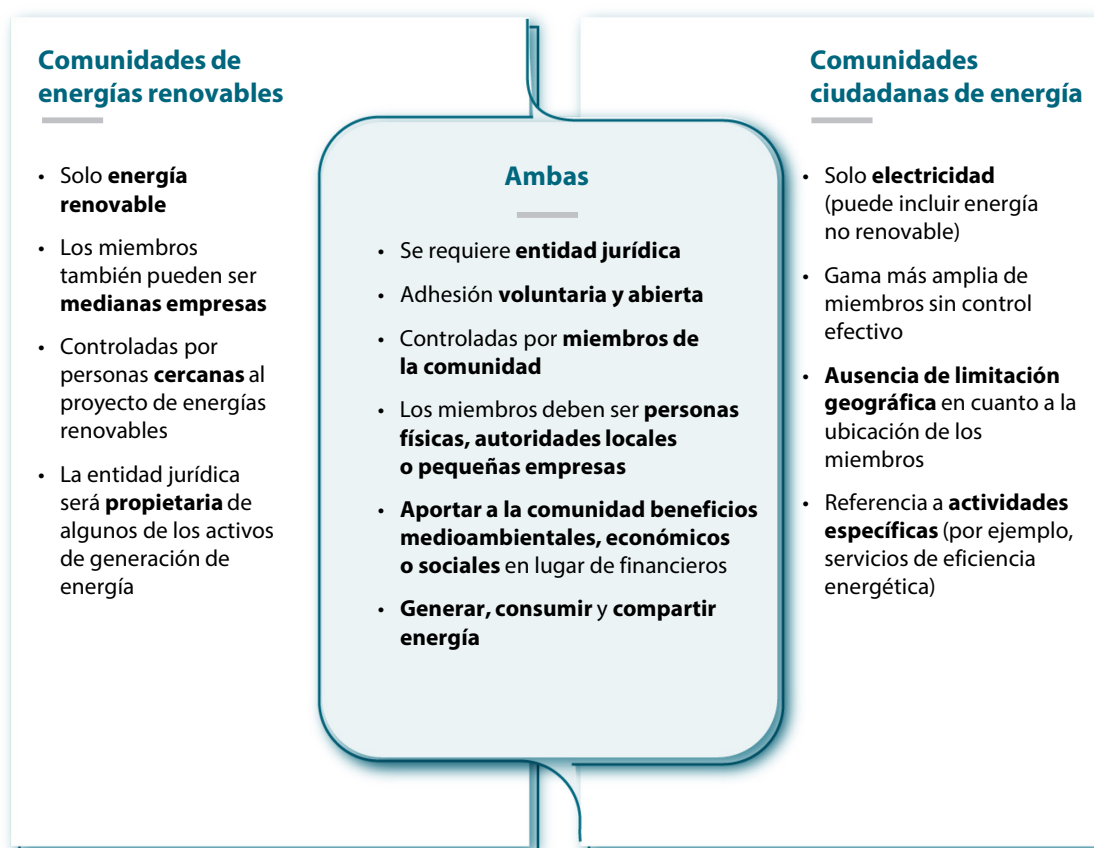 Comunidades de
energías renovables
• Solo energía
renovable
• Los miembros
también pueden ser
medianas empresas
• Controladas por
personas cercanas al
proyecto de energías
renovables
• La entidad jurídica
será propietaria de
algunos de los activos
de generación de
energía
Ambas
• Se requiere entidad jurídica
• Adhesión voluntaria y abierta
• Controladas por miembros de
la comunidad
• Los miembros deben ser personas
físicas, autoridades locales
o pequeñas empresas
• Aportar a la comunidad beneficios
medioambientales, económicos
o sociales en lugar de financieros
• Generar, consumir y compartir
energía
Comunidades
ciudadanas de energía
• Solo electricidad
(puede incluir energía
no renovable)
• Gama más amplia de
miembros sin control
efectivo
• Ausencia de limitación
geográfica en cuanto a la
ubicación de los
miembros
• Referencia a actividades
específicas (por ejemplo,
servicios de eficiencia
energética)